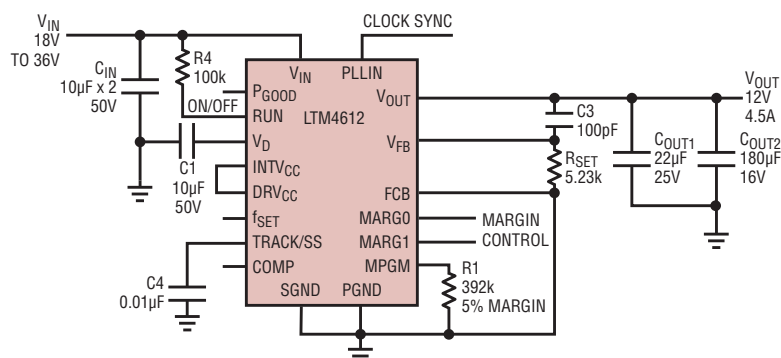 CLOCK SYNC
VIN
18V
TO 36V
CIN
10µF x 2
50V
R4
100k
ON/OFF
C1
10µF
50V
C4
0.01µF
VIN
PLLIN
PGOOD
RUN
LTM4612
VD
INTVCC
DRVCC
fSET
TRACK/SS
COMP
SGND
PGND
VOUT
VFB
FCB
MARG0
MARG1
MPGM
C3
100pF
RSET
5.23k
MARGIN
CONTROL
R1
392k
5% MARGIN
COUT1
22µF
25V
COUT2
180µF
16V
VOUT
12V
4.5A